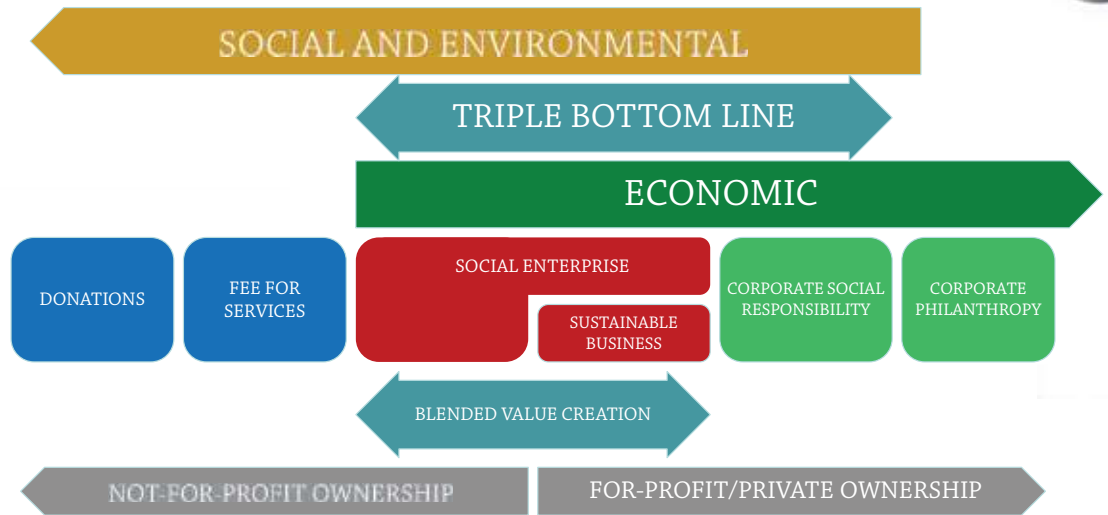 SOCIAL AND ENVIRONMENTAL
TRIPLE BOTTOM LINE
ECONOMIC
DONATIONS
FEE FOR
SERVICES
SOCIAL ENTERPRISE
SUSTAINABLE
BUSINESS
CORPORATE SOCIAL
RESPONSIBILITY
CORPORATE
PHILANTHROPY
BLENDED VALUE CREATION
NOT-FOR-PROFIT OWNERSHIP
FOR-PROFIT/PRIVATE OWNERSHIP